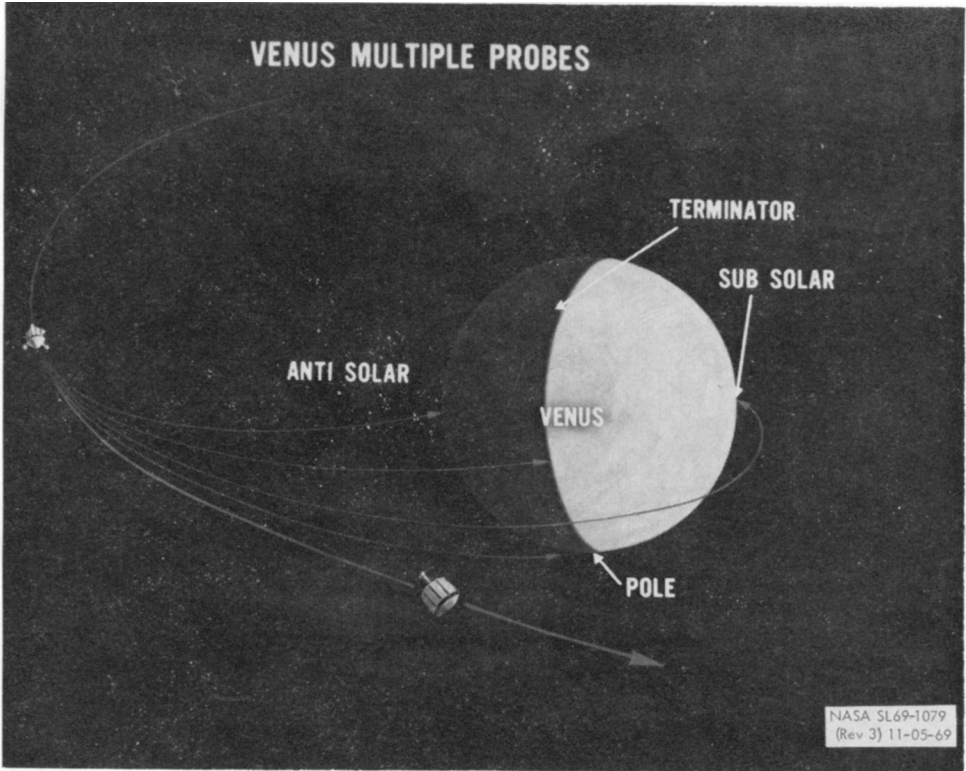 VENUS MULTIPLE PROBES
TERMINATOR
SUB SOLAR
ANTI SOLAR
VENUS
POLE
NASA SL69-1079
(Rev 3) 11-05-69